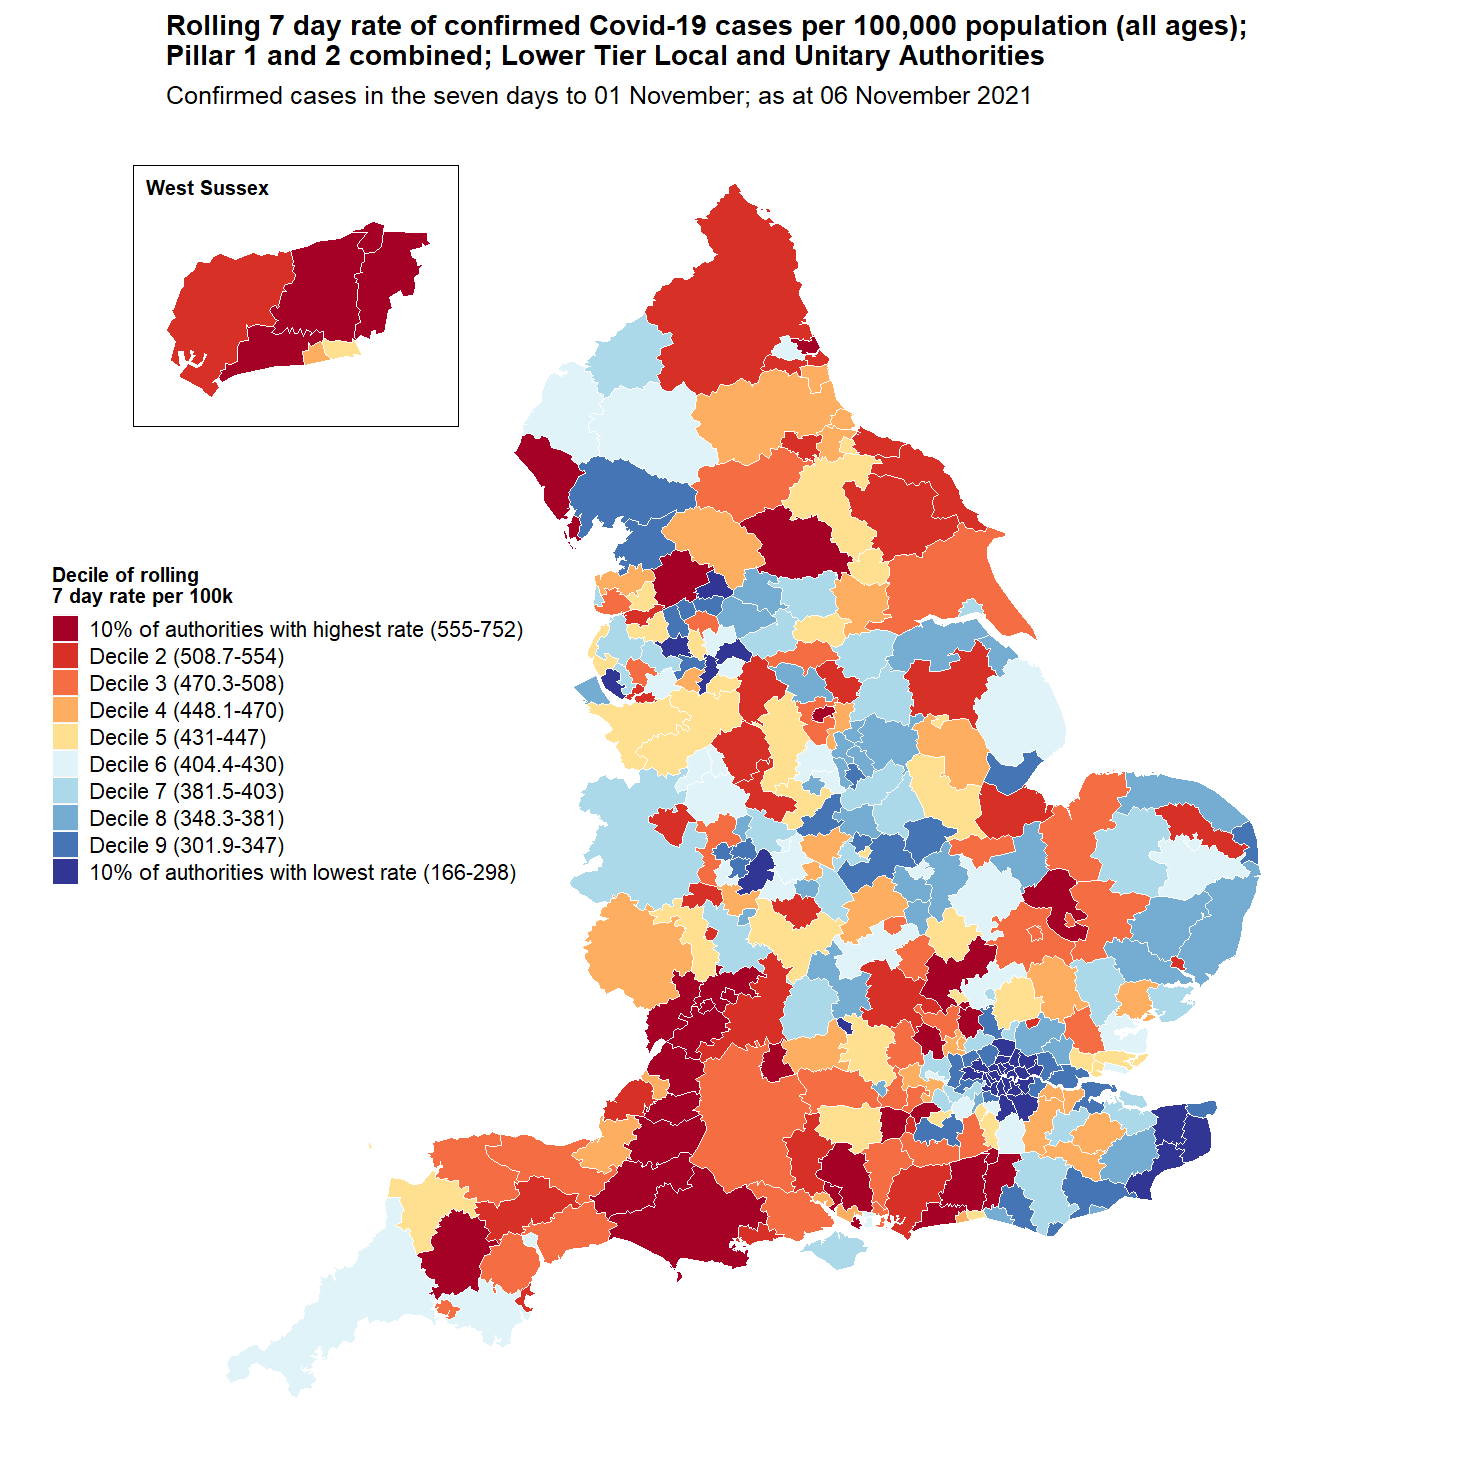 Rolling 7 day rate of confirmed Covid-19 cases per 100,000 population (all ages);
Pillar 1 and 2 combined; Lower Tier Local and Unitary Authorities
Confirmed cases in the seven days to 01 November; as at 06 November 2021
West Sussex
Decile of rolling
7 day rate per 100k
10% of authorities with highest rate (555-752)
Decile 2 (508.7-554)
Decile 3 (470.3-508)
Decile 4 (448.1-470)
Decile 5 (431-447)
Decile 6 (404.4-430)
Decile 7 (381.5-403)
Decile 8 (348.3-381)
Decile 9 (301.9-347)
10% of authorities with lowest rate (166-298)